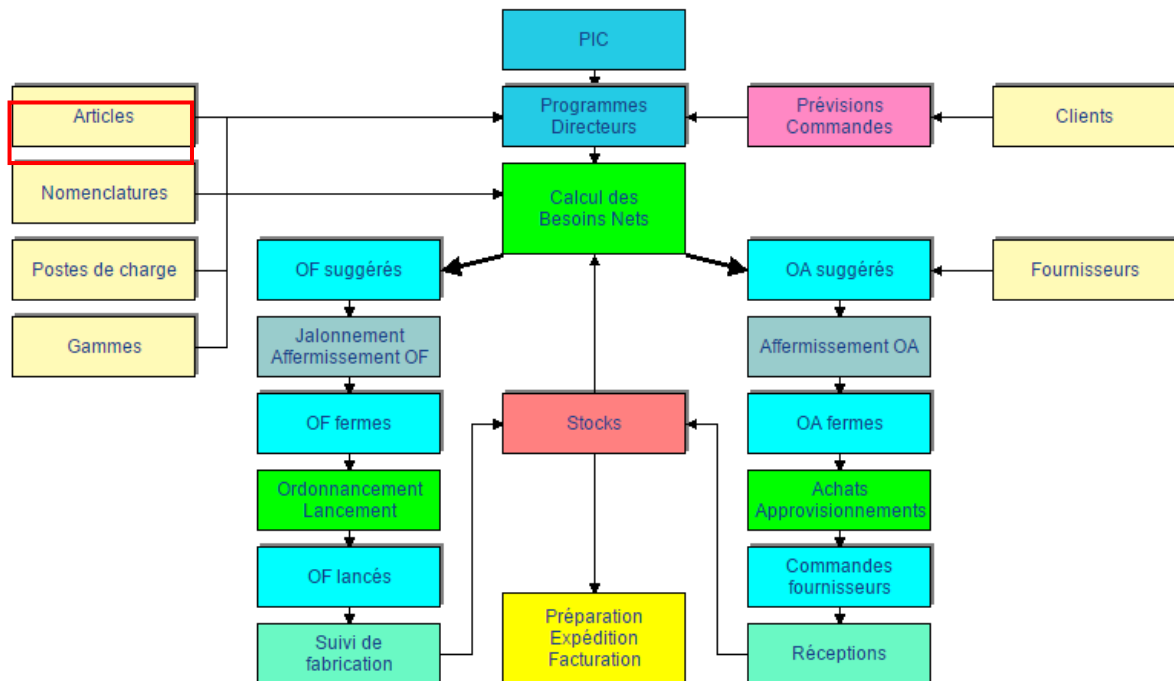 PIC
Articles
Programmes
Directeurs
Prévisions
Commandes
Clients
Nomenclatures
Calcul des
Besoins Nets
Postes de charge
OF suggérés
OA suggérés
Fournisseurs
Gammes
Jalonnement
Affermissement OF
Affermissement OA
OF fermes
Stocks
OA fermes
Ordonnancement
Lancement
Achats
Approvisionnements
OF lancés
Commandes
fournisseurs
Préparation
Expédition
Facturation
Suivi de
fabrication
Réceptions